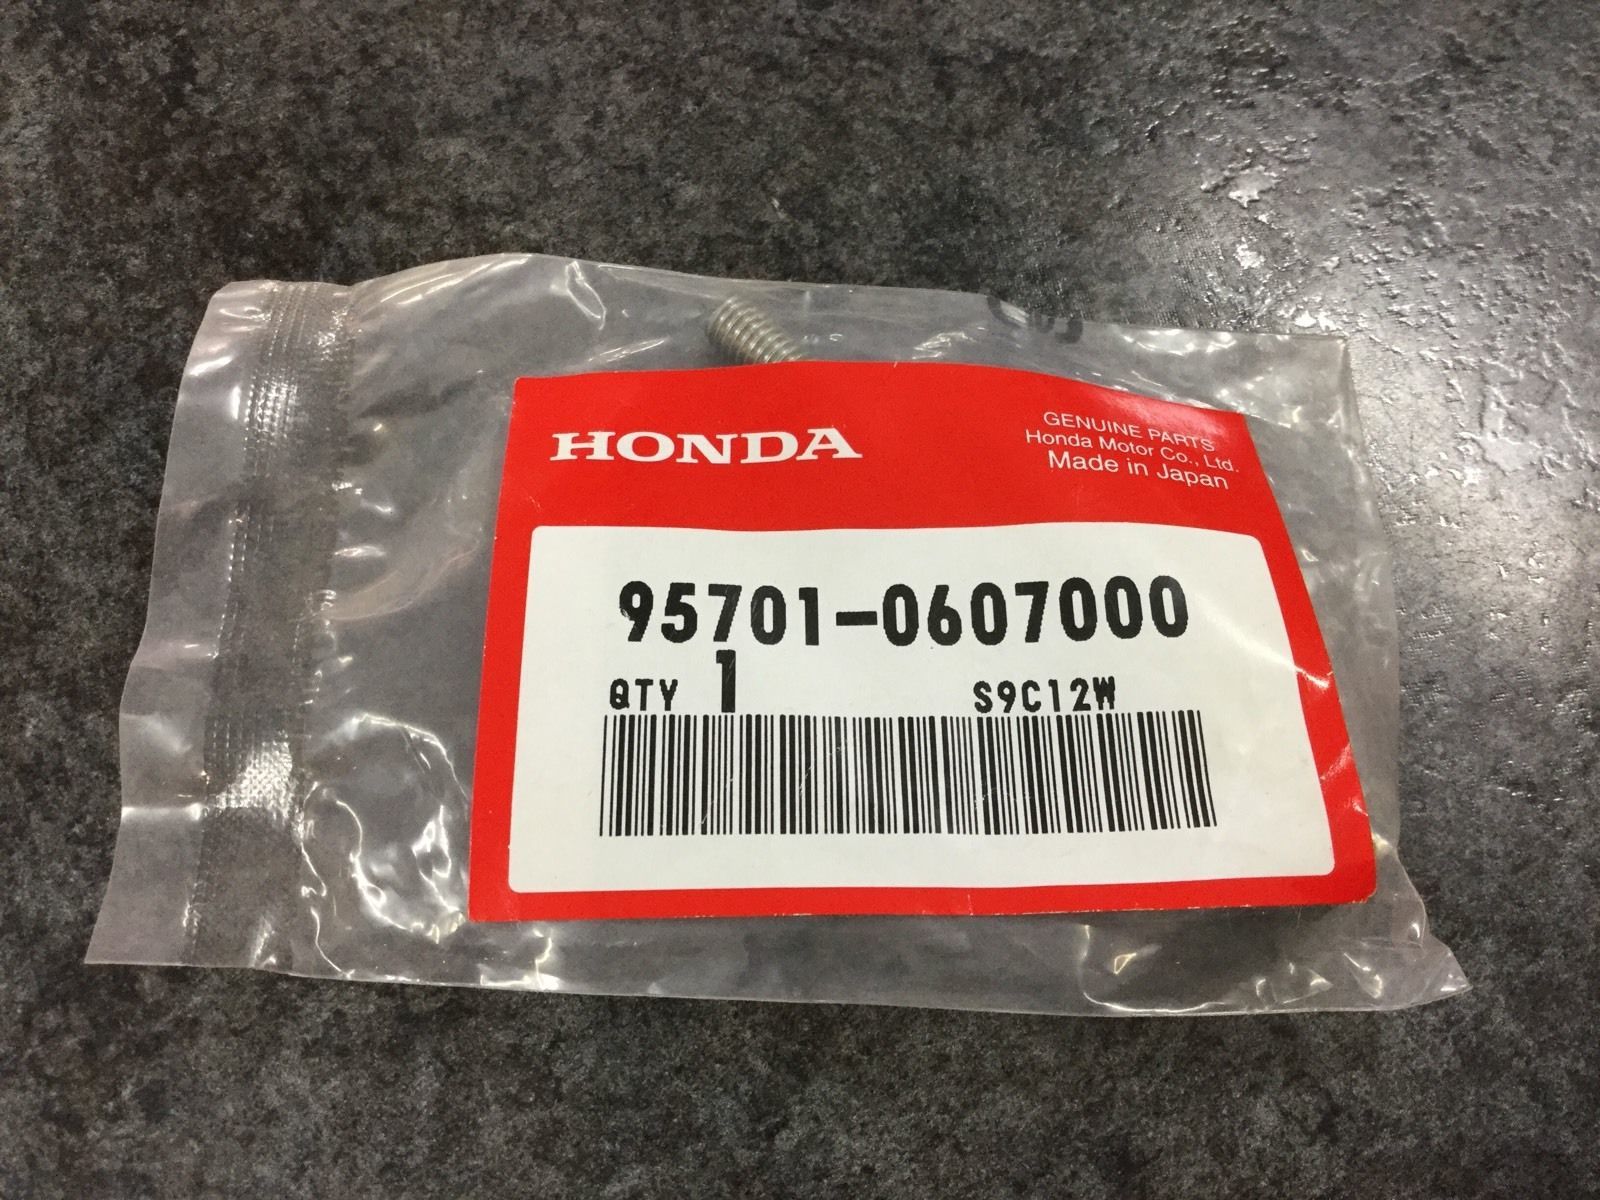 HONDA
GENUINE PARTS
Honda Motor Co., Ltd.
Made in Japan
95701-0607000
QTY 1 S9C12W